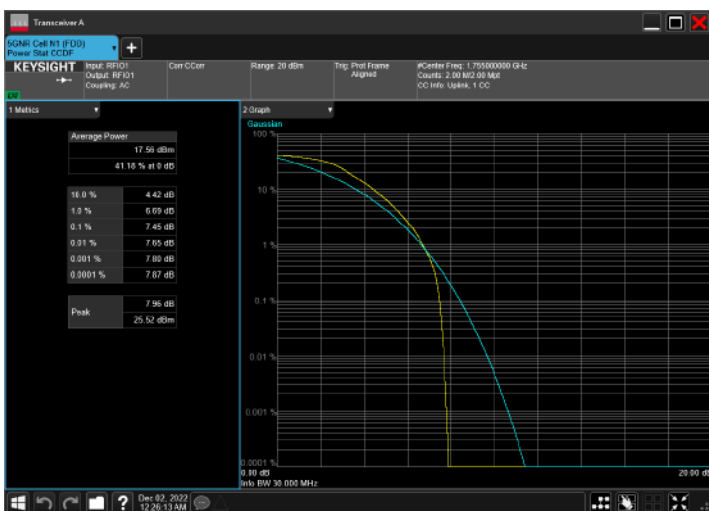 Transceiver A
5GNR Cell N1 (FDD)
Power Stat CCDF
KEYSIGHT
Input: RFIO1
Output: RFIO1
Coupling: AC
Corr CCorr
Range: 20 dBm
Trig: Prot Frame
Aligned
#Center Freq: 1.755000000 GHz
Counts: 2.00 M/2.00 Mpt
CC Info: Uplink, 1 CC
1 Metrics
Average Power
17.56 dBm
41.18 % at 0 dB
10.0 % 4.42 dB
1.0 % 6.69 dB
0.1 % 7.45 dB
0.01 % 7.65 dB
0.001 % 7.80 dB
0.0001 % 7.87 dB
Peak
7.96 dB
25.52 dBm
2 Graph
Gaussian
100 %
10 %
1 %
0.1 %
0.01 %
0.001 %
0.0001 %
0.00 dB
20.00 dB
Info BW 30.000 MHz
?
Dec 02, 2022
12:26:13 AM